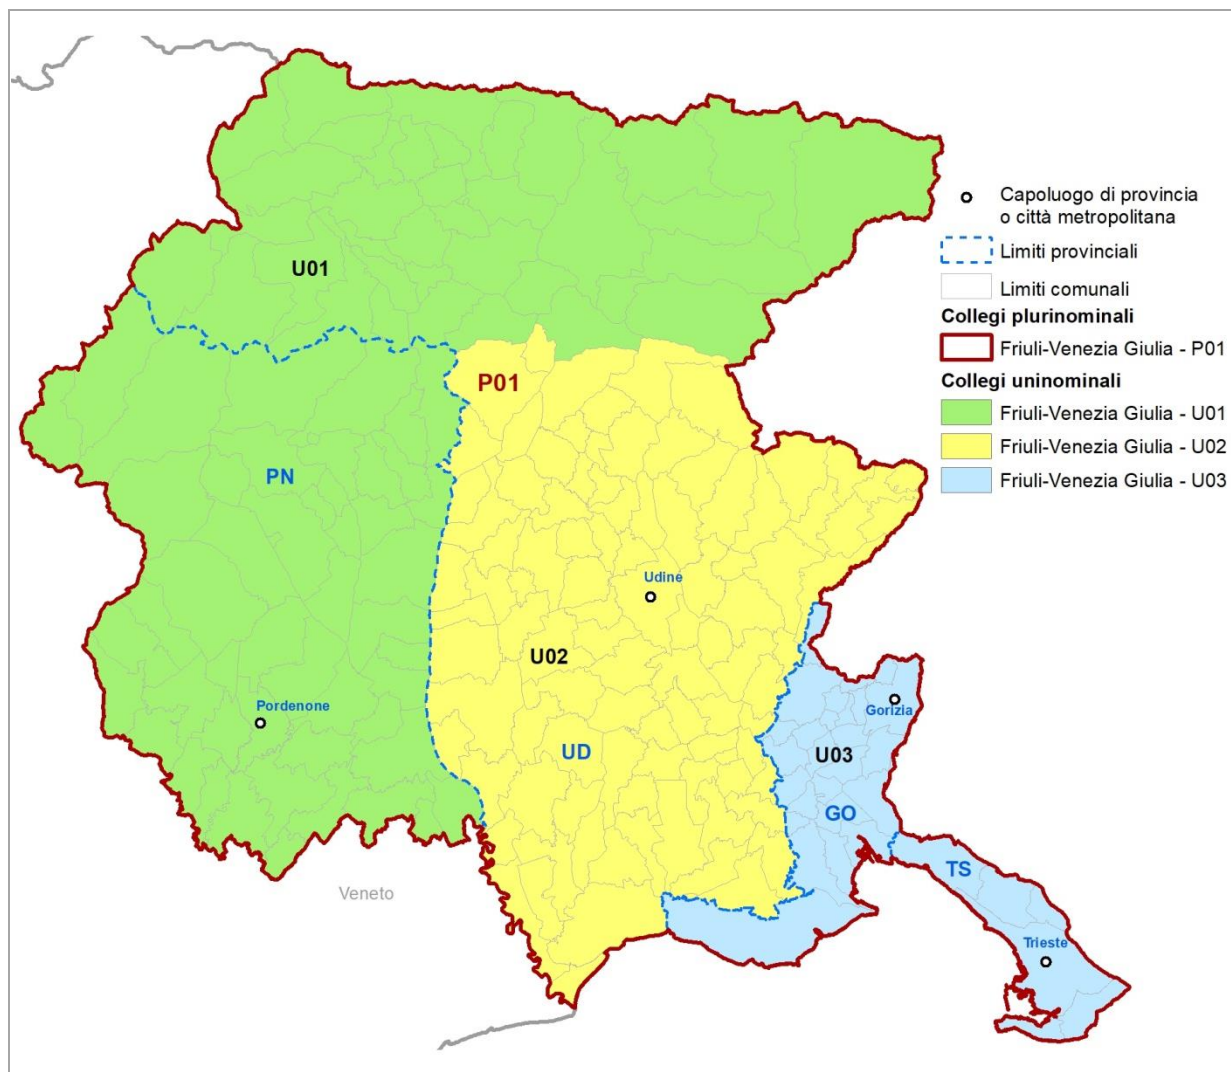 Capoluogo di provincia
o città metropolitana
Limiti provinciali
Limiti comunali
Collegi plurinominali
Friuli-Venezia Giulia - P01
Collegi uninominali
Friuli-Venezia Giulia - U01
Friuli-Venezia Giulia - U02
Friuli-Venezia Giulia - U03
U01
P01
PN
Udine
U02
Pordenone
Gorizia
UD
U03
GO
TS
Veneto
Trieste